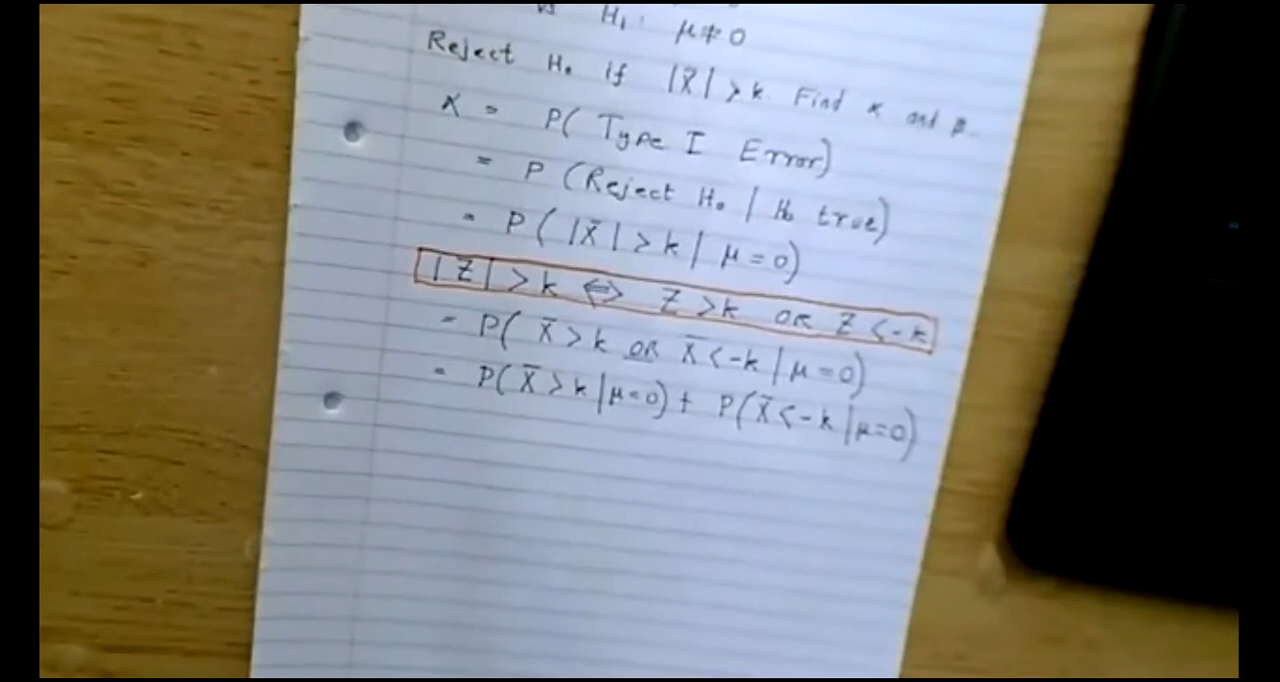 vs H₁: μ≠0
Reject H₀ if |X̄| > k. Find α and β.
α = P( Type I Error)
= P (Reject H₀ | H₀ true)
= P( |X̄| > k | μ = 0)
|Z| > k ⇔ Z > k OR Z < -k
= P( X̄ > k OR X̄ < -k | μ = 0)
= P( X̄ > k | μ = 0) + P( X̄ < -k | μ = 0)